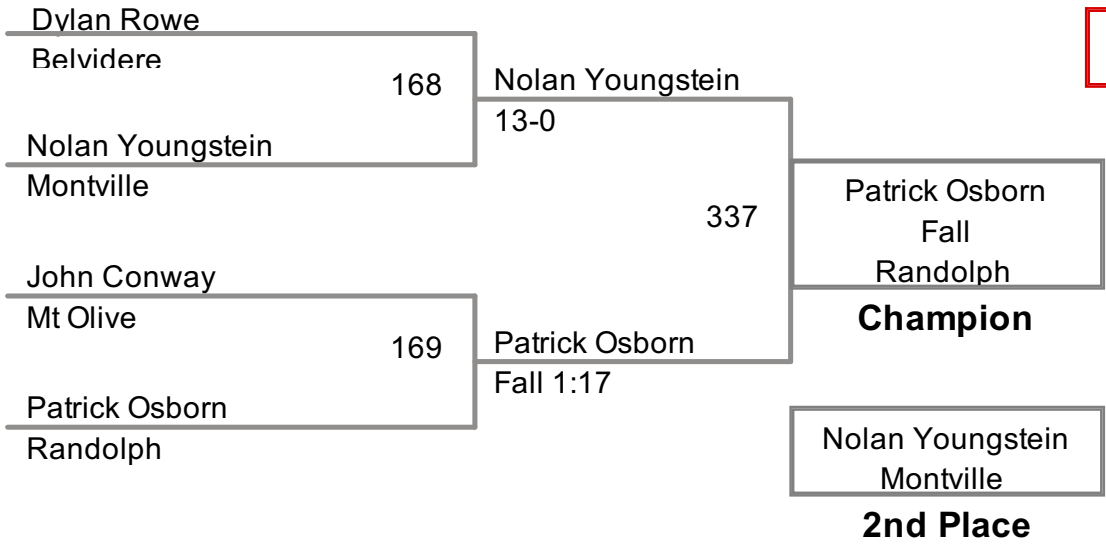 Dylan Rowe
Belvidere
168
Nolan Youngstein
13-0
Nolan Youngstein
Montville
337
Patrick Osborn
Fall
Randolph
Champion
John Conway
Mt Olive
169
Patrick Osborn
Fall 1:17
Patrick Osborn
Randolph
Nolan Youngstein
Montville
2nd Place